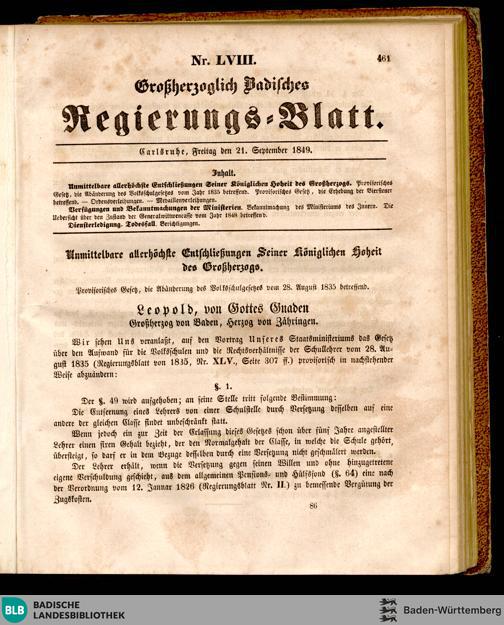 Nr. LVIII.
461
Großherzoglich Badisches
Regierungs-Blatt.
Carlsruhe, Freitag den 21. September 1849.
Inhalt.
Unmittelbare allerhöchste Entschließungen Seiner Königlichen Hoheit des Großherzogs. Provisorisches
Gesetz, die Abänderung des Volksschulgesetzes vom Jahr 1835 betreffend. Provisorisches Gesetz, die Erhebung der Biersteuer
betreffend. — Ordensverleihungen. — Medaillenverleihungen.
Verfügungen und Bekanntmachungen der Ministerien. Bekanntmachung des Ministeriums des Innern. Die
Uebersicht über den Zustand der Generalwittwencasse vom Jahr 1848 betreffend.
Diensterledigung. Todesfall. Berichtigungen.
Unmittelbare allerhöchste Entschließungen Seiner Königlichen Hoheit
des Großherzogs.
Provisorisches Gesetz, die Abänderung des Volksschulgesetzes vom 28. August 1835 betreffend.
Leopold, von Gottes Gnaden
Großherzog von Baden, Herzog von Zähringen.
Wir sehen Uns veranlaßt, auf den Vortrag Unseres Staatsministeriums das Gesetz
über den Aufwand für die Volksschulen und die Rechtsverhältnisse der Schullehrer vom 28. Au-
gust 1835 (Regierungsblatt von 1835, Nr. XLV., Seite 307 ff.) provisorisch in nachstehender
Weise abzuändern:
§. 1.
Der §. 49 wird aufgehoben; an seine Stelle tritt folgende Bestimmung:
Die Entfernung eines Lehrers von einer Schulstelle durch Versetzung desselben auf eine
andere der gleichen Classe findet unbeschränkt statt.
Wenn jedoch ein zur Zeit der Erlassung dieses Gesetzes schon über fünf Jahre angestellter
Lehrer einen fixen Gehalt bezieht, der den Normalgehalt der Classe, in welche die Schule gehört,
übersteigt, so darf er in dem Bezuge desselben durch eine Versetzung nicht geschmälert werden.
Der Lehrer erhält, wenn die Versetzung gegen seinen Willen und ohne hinzugetretene
eigene Verschuldung geschieht, aus dem allgemeinen Pensions- und Hülfsfond (§. 64) eine nach
der Verordnung vom 12. Januar 1826 (Regierungsblatt Nr. II.) zu bemessende Vergütung der
Zugskosten.
86
BLB BADISCHE
LANDESBIBLIOTHEK
Baden-Württemberg